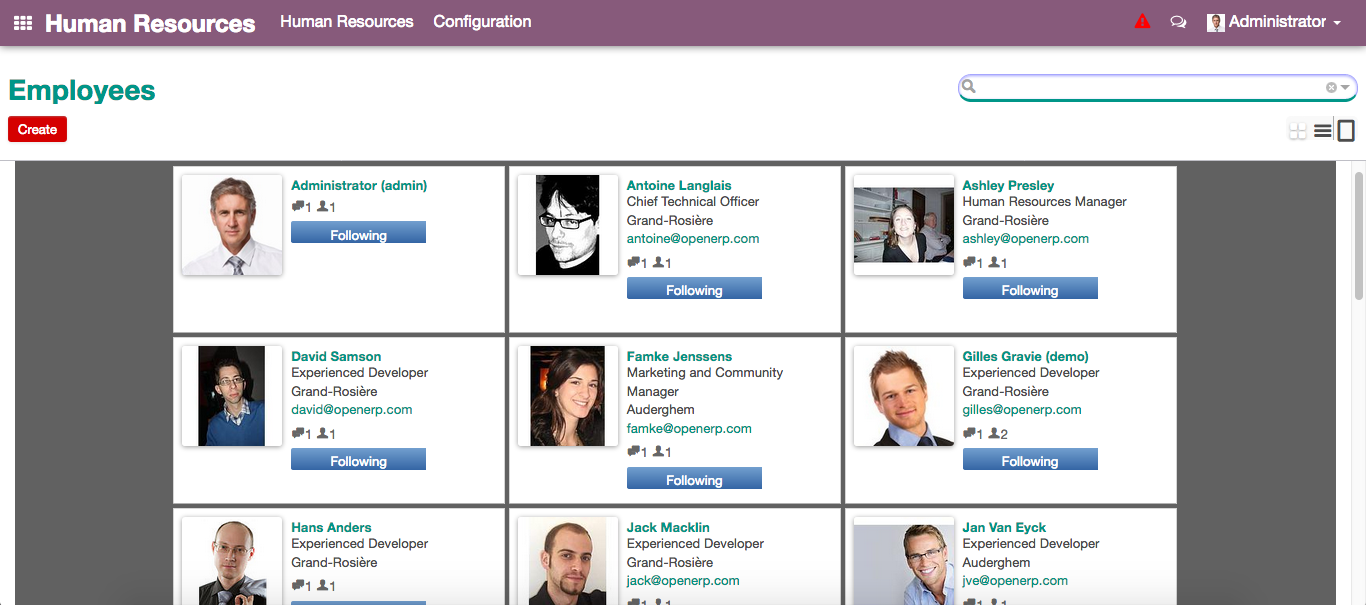 Human Resources Human Resources Configuration Administrator
Employees
Create
Administrator (admin)
1 1
Following
Antoine Langlais
Chief Technical Officer
Grand-Rosière
antoine@openerp.com
1 1
Following
Ashley Presley
Human Resources Manager
Grand-Rosière
ashley@openerp.com
1 1
Following
David Samson
Experienced Developer
Grand-Rosière
david@openerp.com
1 1
Following
Famke Jenssens
Marketing and Community
Manager
Auderghem
famke@openerp.com
1 1
Following
Gilles Gravie (demo)
Experienced Developer
Grand-Rosière
gilles@openerp.com
1 2
Following
Hans Anders
Experienced Developer
Grand-Rosière
1 1
Jack Macklin
Experienced Developer
Grand-Rosière
jack@openerp.com
1 1
Jan Van Eyck
Experienced Developer
Auderghem
jve@openerp.com
1 1